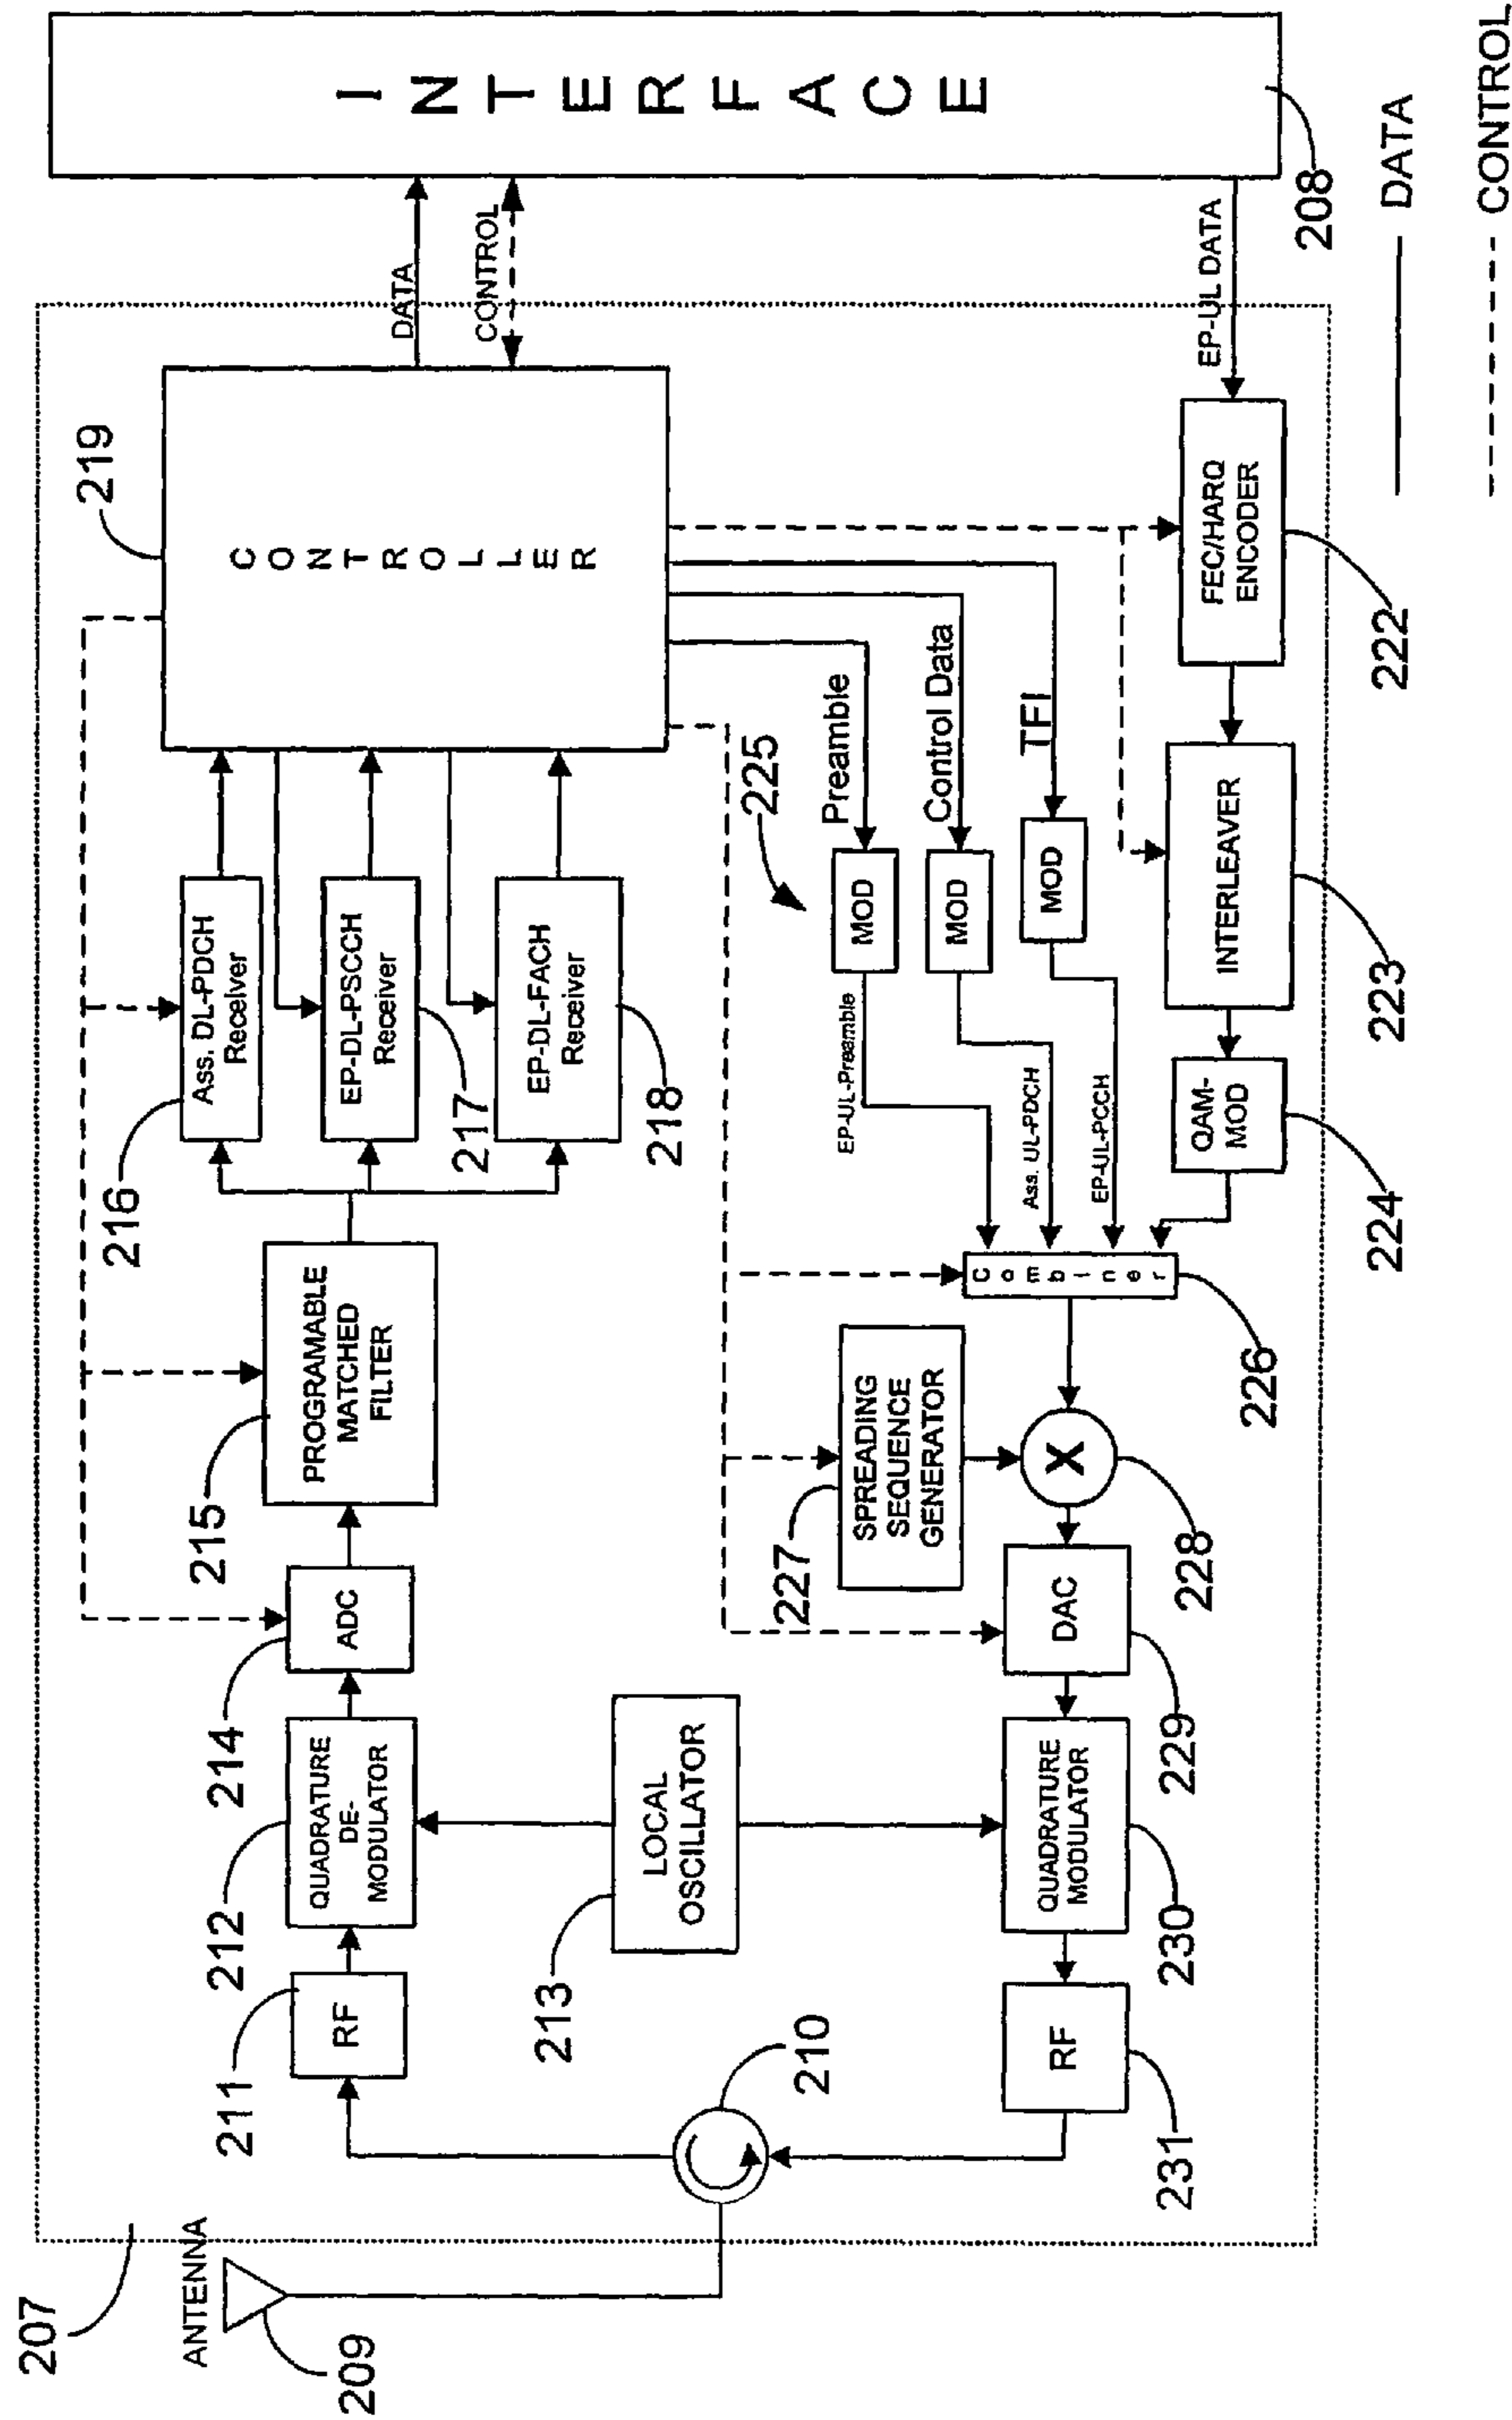 207
ANTENNA
209
210
211
RF
212
QUADRATURE
DE-
MODULATOR
213
LOCAL
OSCILLATOR
214
ADC
215
PROGRAMABLE
MATCHED
FILTER
216
Ass. DL-PDCH
Receiver
EP-DL-PSCCH
Receiver
217
EP-DL-FACH
Receiver
218
219
CONTROLLER
DATA
CONTROL
INTERFACE
208
EP-UL DATA
FEC/HARQ
ENCODER
222
INTERLEAVER
223
QAM-
MOD
224
225
Preamble
Control Data
TFI
MOD
MOD
MOD
EP-UL-Preamble
Ass. UL-PDCH
EP-UL-PCCH
Combiner
226
SPREADING
SEQUENCE
GENERATOR
227
X
228
DAC
229
QUADRATURE
MODULATOR
230
RF
231
DATA
CONTROL